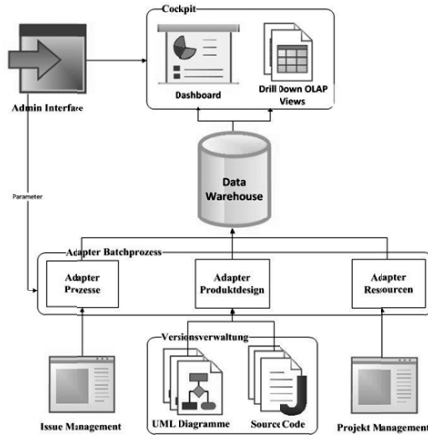 Cockpit
Dashboard
Drill Down OLAP
Views
Admin Interface
Data
Warehouse
Parameter
Adapter Batchprozess
Adapter
Prozesse
Adapter
Produktdesign
Adapter
Ressourcen
Versionsverwaltung
UML Diagramme
Source Code
Issue Management
Projekt Management